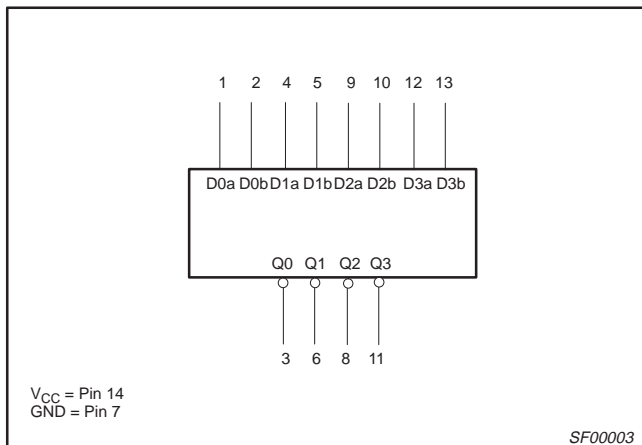 1 2 4 5 9 10 12 13
D0a D0b D1a D1b D2a D2b D3a D3b
Q0 Q1 Q2 Q3
3 6 8 11
VCC = Pin 14
GND = Pin 7
SF00003